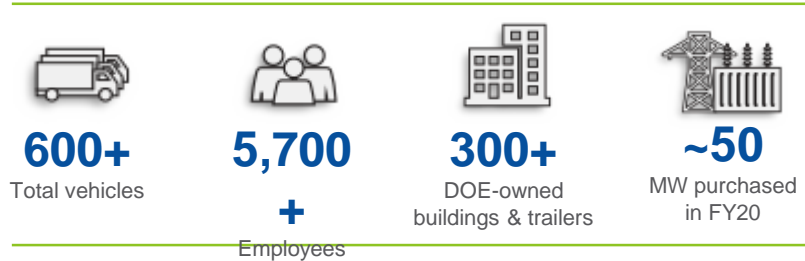 600+
Total vehicles
5,700
+
Employees
300+
DOE-owned
buildings & trailers
~50
MW purchased
in FY20